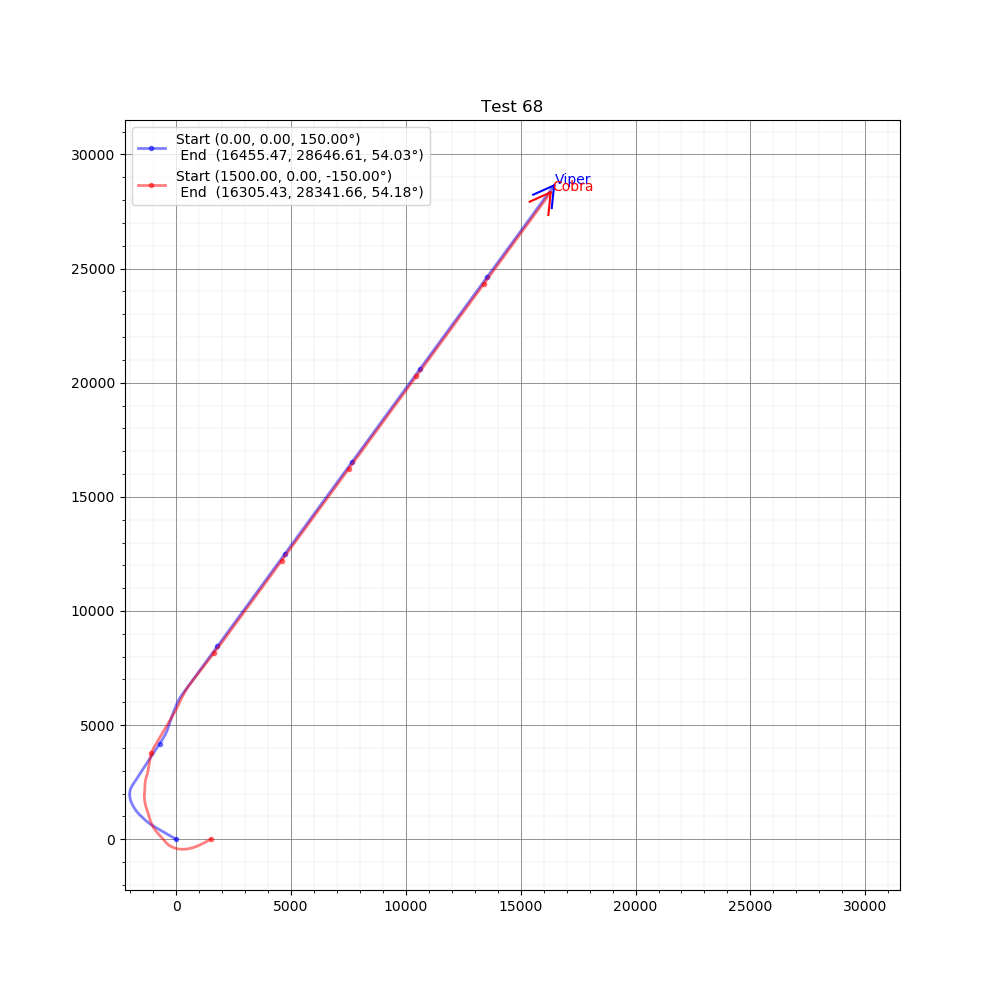 Test 68
Start (0.00, 0.00, 150.00°)
End (16455.47, 28646.61, 54.03°)
Start (1500.00, 0.00, -150.00°)
End (16305.43, 28341.66, 54.18°)
Viper
Cobra
30000
25000
20000
15000
10000
5000
0
0 5000 10000 15000 20000 25000 30000